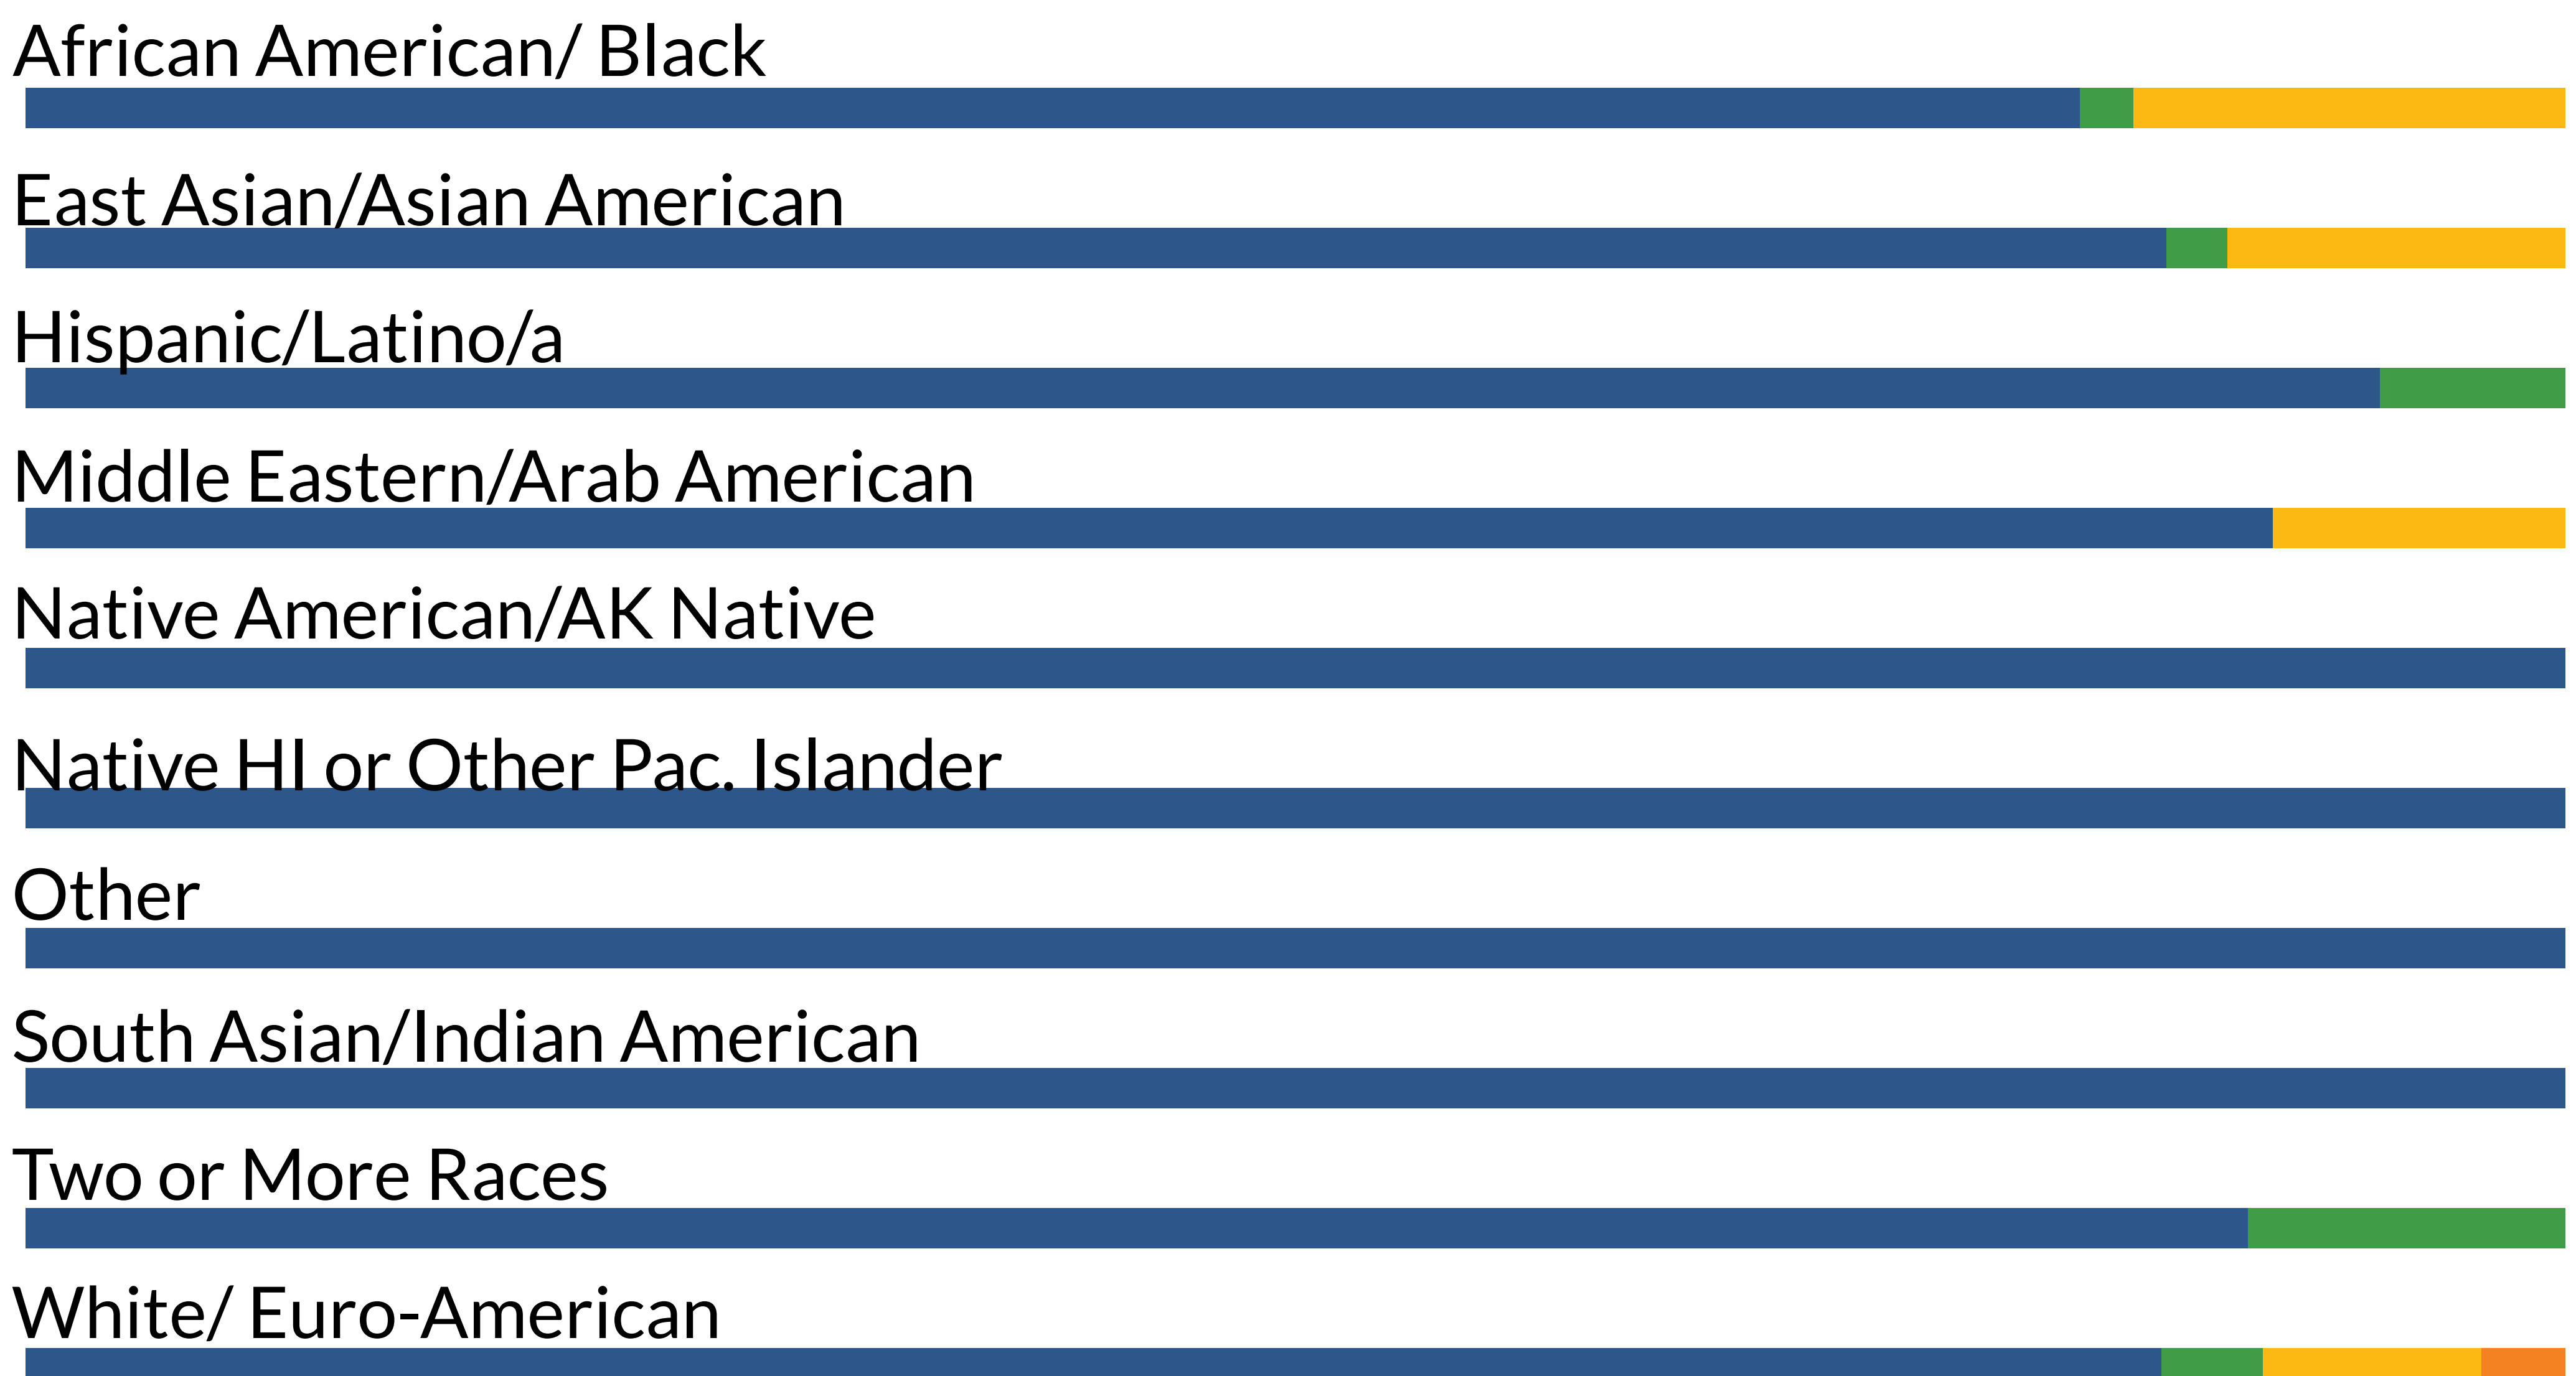 African American/ Black
East Asian/Asian American
Hispanic/Latino/a
Middle Eastern/Arab American
Native American/AK Native
Native HI or Other Pac. Islander
Other
South Asian/Indian American
Two or More Races
White/ Euro-American